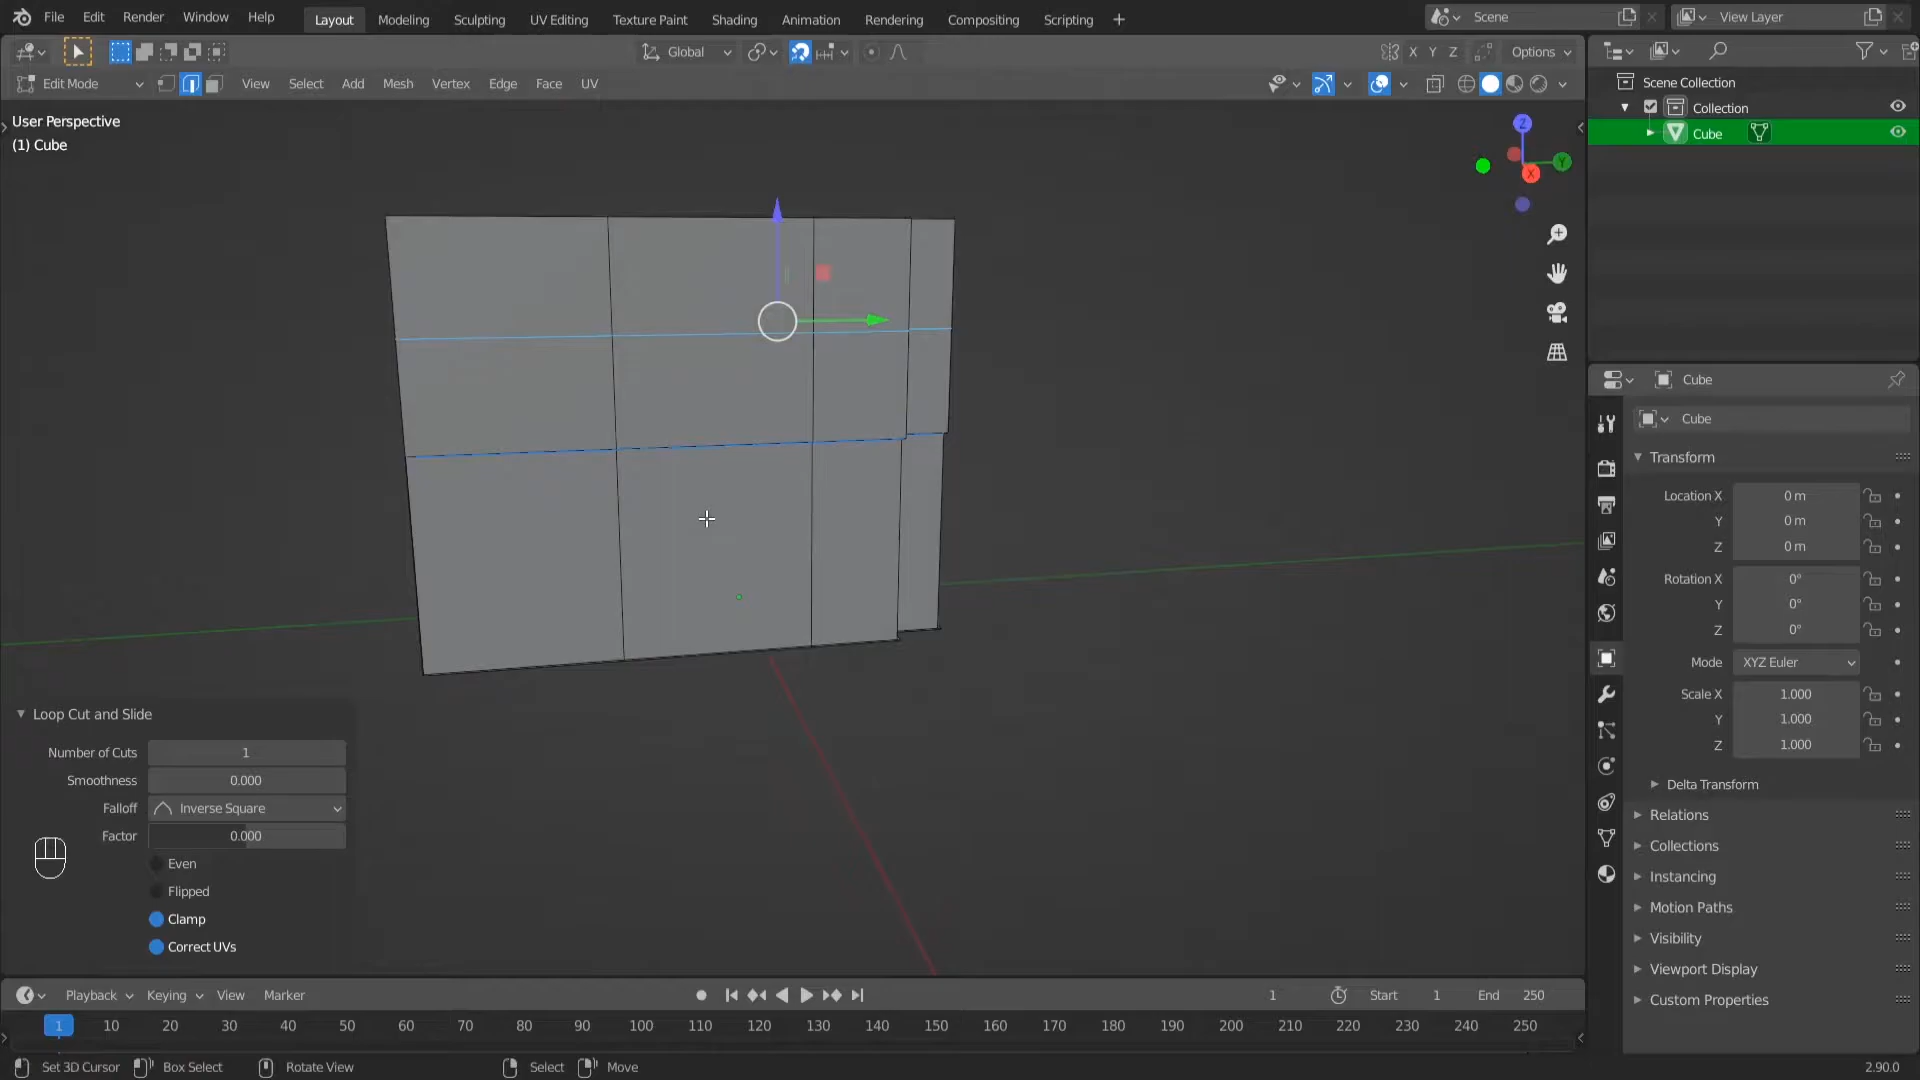 File Edit Render Window Help Layout Modeling Sculpting UV Editing Texture Paint Shading Animation Rendering Compositing Scripting + Scene View Layer
Global X Y Z Options
Edit Mode View Select Add Mesh Vertex Edge Face UV
User Perspective
(1) Cube
Z
Y
X
Scene Collection
Collection
Cube
Cube
Cube
Transform
Location X 0 m
Y 0 m
Z 0 m
Rotation X 0°
Y 0°
Z 0°
Mode XYZ Euler
Scale X 1.000
Y 1.000
Z 1.000
Delta Transform
Relations
Collections
Instancing
Motion Paths
Visibility
Viewport Display
Custom Properties
Loop Cut and Slide
Number of Cuts 1
Smoothness 0.000
Falloff Inverse Square
Factor 0.000
Even
Flipped
Clamp
Correct UVs
Playback Keying View Marker 1 Start 1 End 250
1 10 20 30 40 50 60 70 80 90 100 110 120 130 140 150 160 170 180 190 200 210 220 230 240 250
Set 3D Cursor Box Select Rotate View Select Move 2.90.0